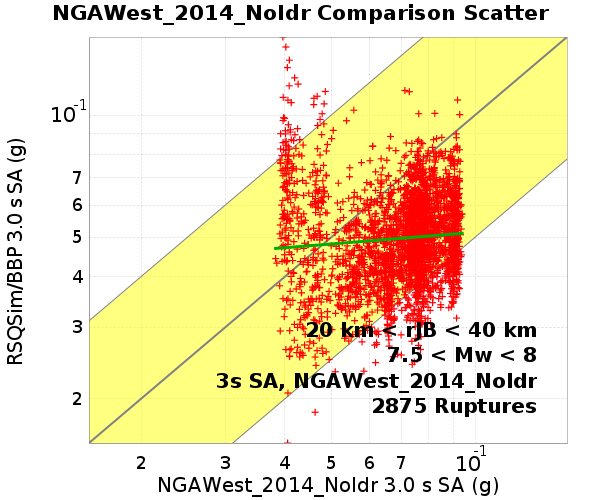 NGAWest_2014_NoIdr Comparison Scatter
RSQSim/BBP 3.0 s SA (g)
10-1
7
6
5
4
3
2
20 km < rJB < 40 km
7.5 < Mw < 8
3s SA, NGAWest_2014_NoIdr
2875 Ruptures
2 3 4 5 6 7 10-1
NGAWest_2014_NoIdr 3.0 s SA (g)